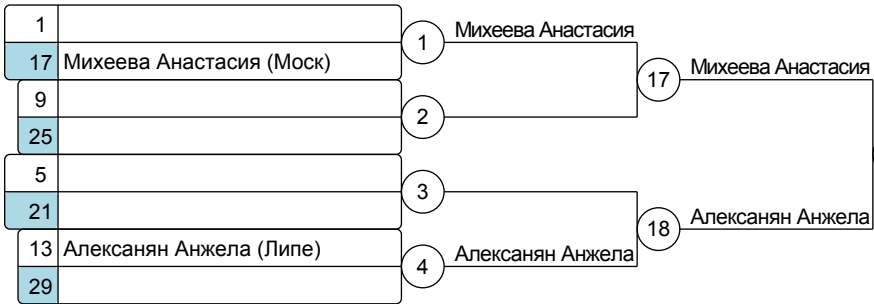 1
17 Михеева Анастасия (Моск)
9
25
5
21
13 Алексанян Анжела (Липе)
29
1 Михеева Анастасия
2
3
4 Алексанян Анжела
17 Михеева Анастасия
18 Алексанян Анжела